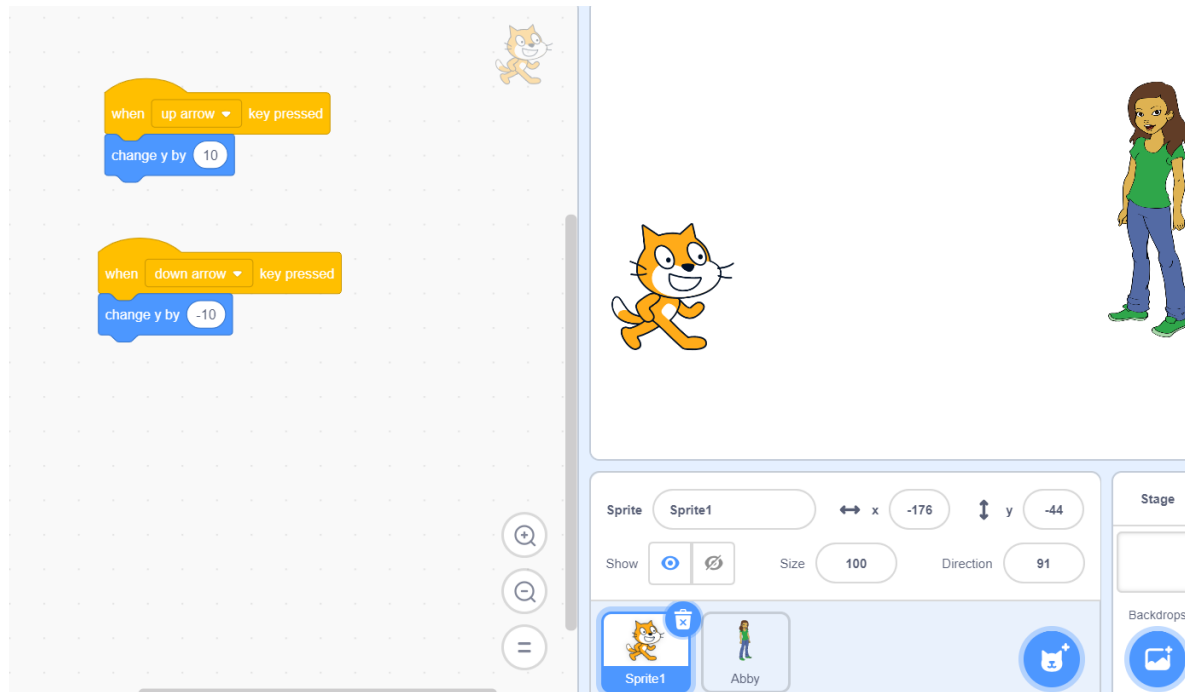 when up arrow key pressed
change y by 10
when down arrow key pressed
change y by -10
Sprite Sprite1 x -176 y -44
Show Size 100 Direction 91
Sprite1
Abby
Stage
Backdrops